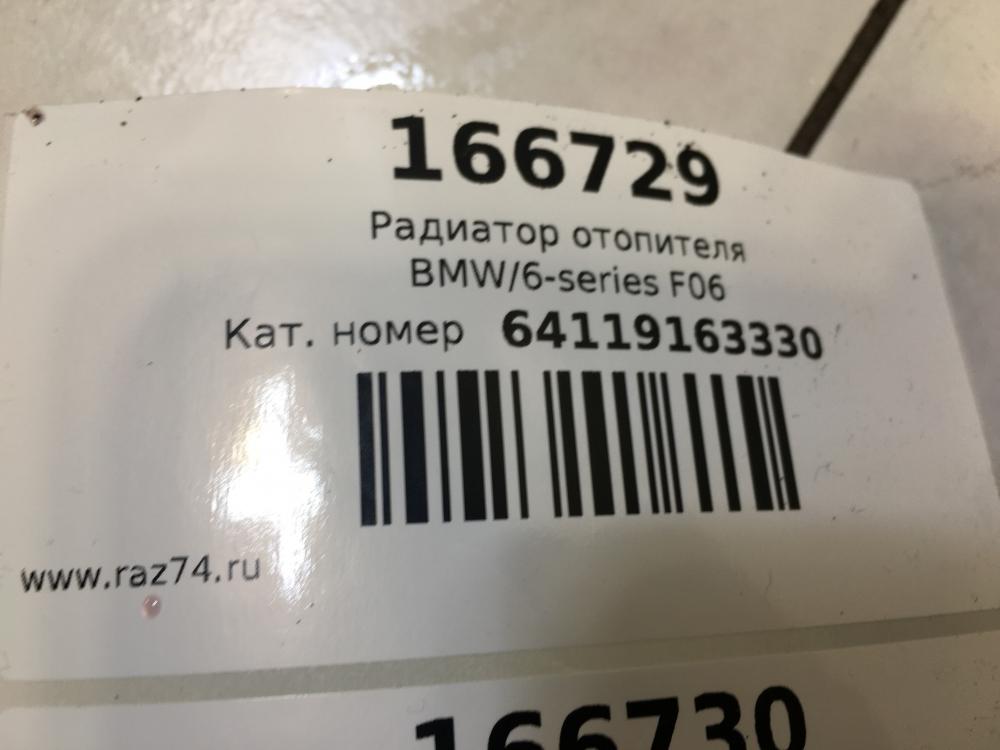 166729
Радиатор отопителя
BMW/6-series F06
Кат. номер 64119163330
www.raz74.ru
166730